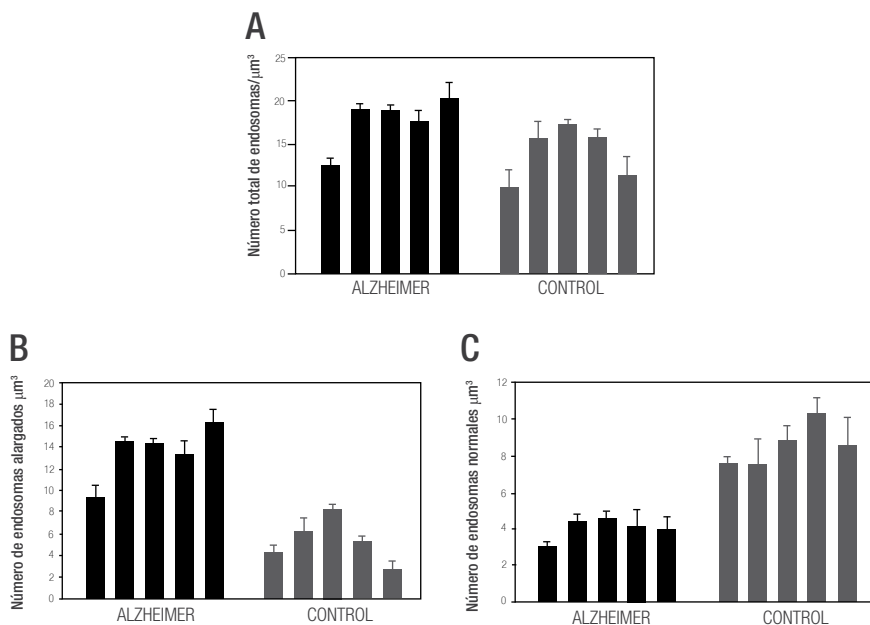 A
Número total de endosomas/μm³
25
20
15
10
5
0
ALZHEIMER
CONTROL
B
Número de endosomas alargados μm³
20
18
16
14
12
10
8
6
4
2
0
ALZHEIMER
CONTROL
C
Número de endosomas normales μm³
12
10
8
6
4
2
0
ALZHEIMER
CONTROL